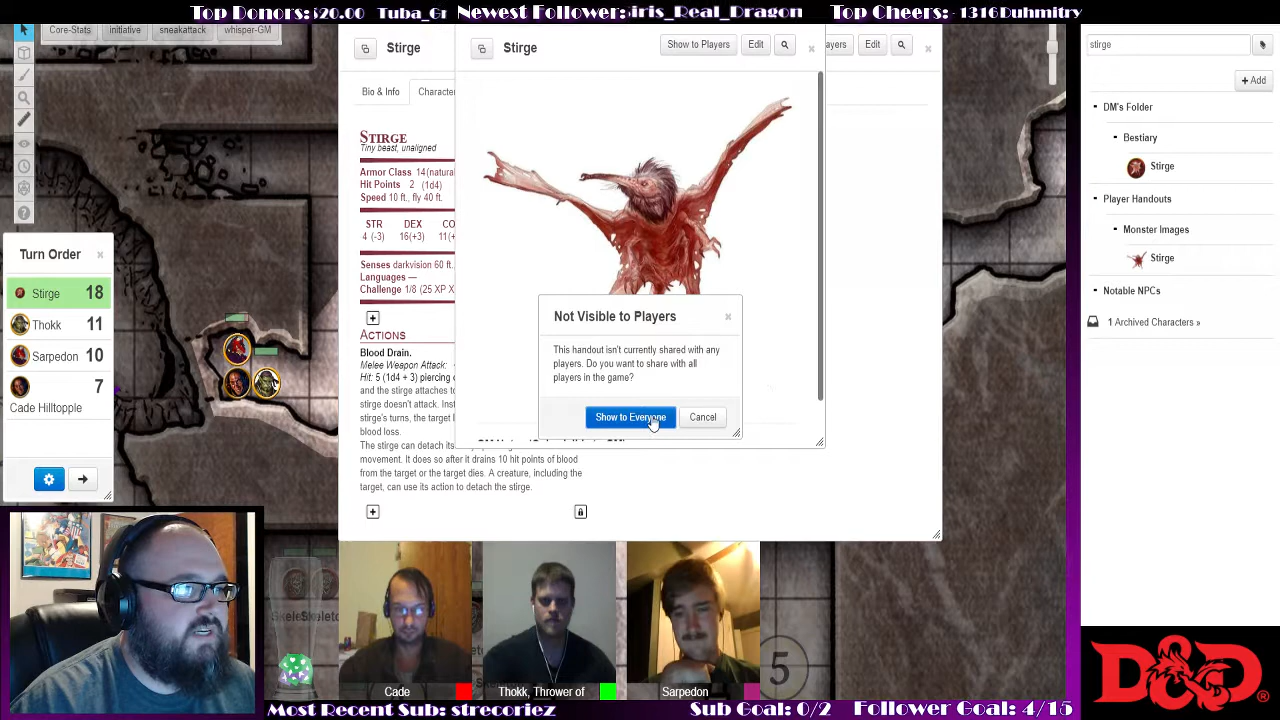 Top Donors: $20.00 Tuba_Gr Newest Follower: iris_Real_Dragon Top Cheers: - 1316Duhmitry
Core-Stats Initiative sneakattack whisper-GM
Stirge
Stirge
Show to Players Edit
ayers Edit
Bio & Info Character
STIRGE
Tiny beast, unaligned
Armor Class 14 (natura
Hit Points 2 (1d4)
Speed 10 ft., fly 40 ft.
STR DEX CO
4 (-3) 16(+3) 11(+
Senses darkvision 60 ft.
Languages —
Challenge 1/8 (25 XP X
ACTIONS
Blood Drain.
Melee Weapon Attack:
Hit: 5 (1d4 + 3) piercing
and the stirge attaches to
stirge doesn't attack. Inst
stirge's turns, the target l
blood loss.
The stirge can detach its
movement. It does so after it drains 10 hit points of blood
from the target or the target dies. A creature, including the
target, can use its action to detach the stirge.
Not Visible to Players
This handout isn't currently shared with any
players. Do you want to share with all
players in the game?
Show to Everyone Cancel
Turn Order
Stirge 18
Thokk 11
Sarpedon 10
7
Cade Hilltopple
stirge
+ Add
DM's Folder
Bestiary
Stirge
Player Handouts
Monster Images
Stirge
Notable NPCs
1 Archived Characters »
5
Cade
Thokk, Thrower of
Sarpedon
D&D
Most Recent Sub: strecoriez Sub Goal: 0/2 Follower Goal: 4/15